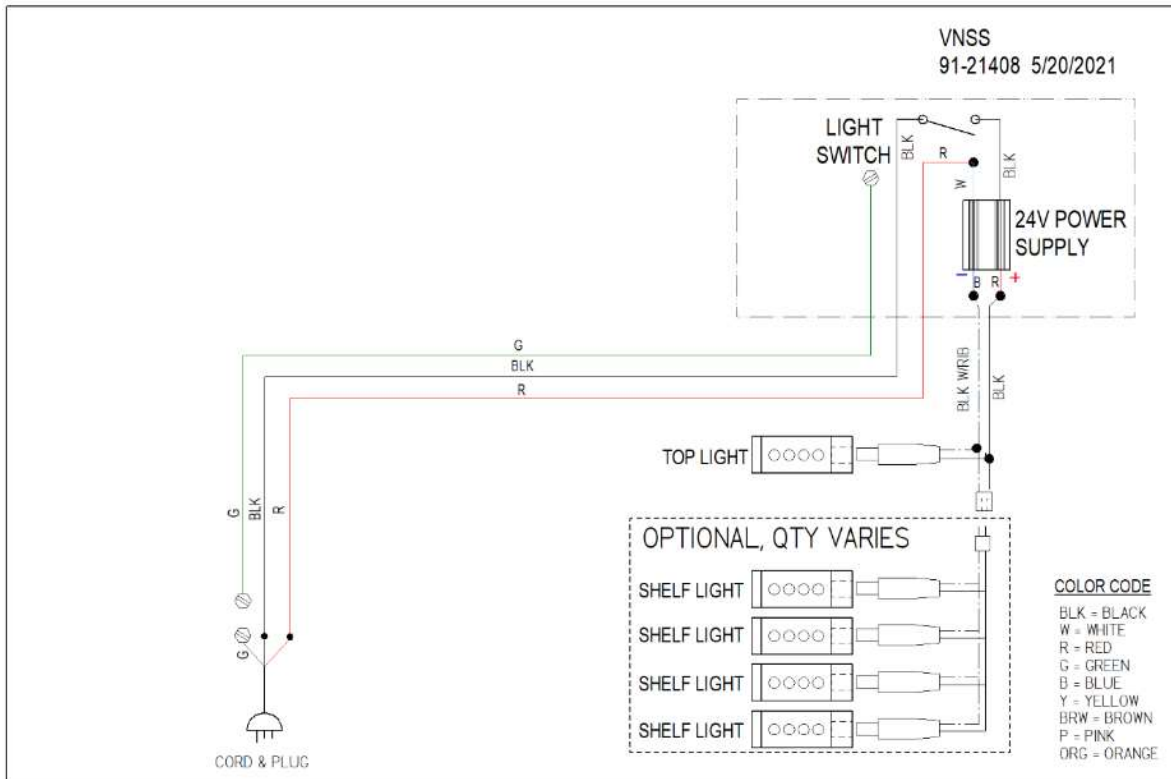 VNSS
91-21408 5/20/2021
LIGHT
SWITCH
BLK
R
W
BLK
24V POWER
SUPPLY
− B R +
G
BLK
R
BLK W/RIB
BLK
TOP LIGHT
G
BLK
R
OPTIONAL, QTY VARIES
SHELF LIGHT
SHELF LIGHT
SHELF LIGHT
SHELF LIGHT
G
CORD & PLUG
COLOR CODE
BLK = BLACK
W = WHITE
R = RED
G = GREEN
B = BLUE
Y = YELLOW
BRW = BROWN
P = PINK
ORG = ORANGE